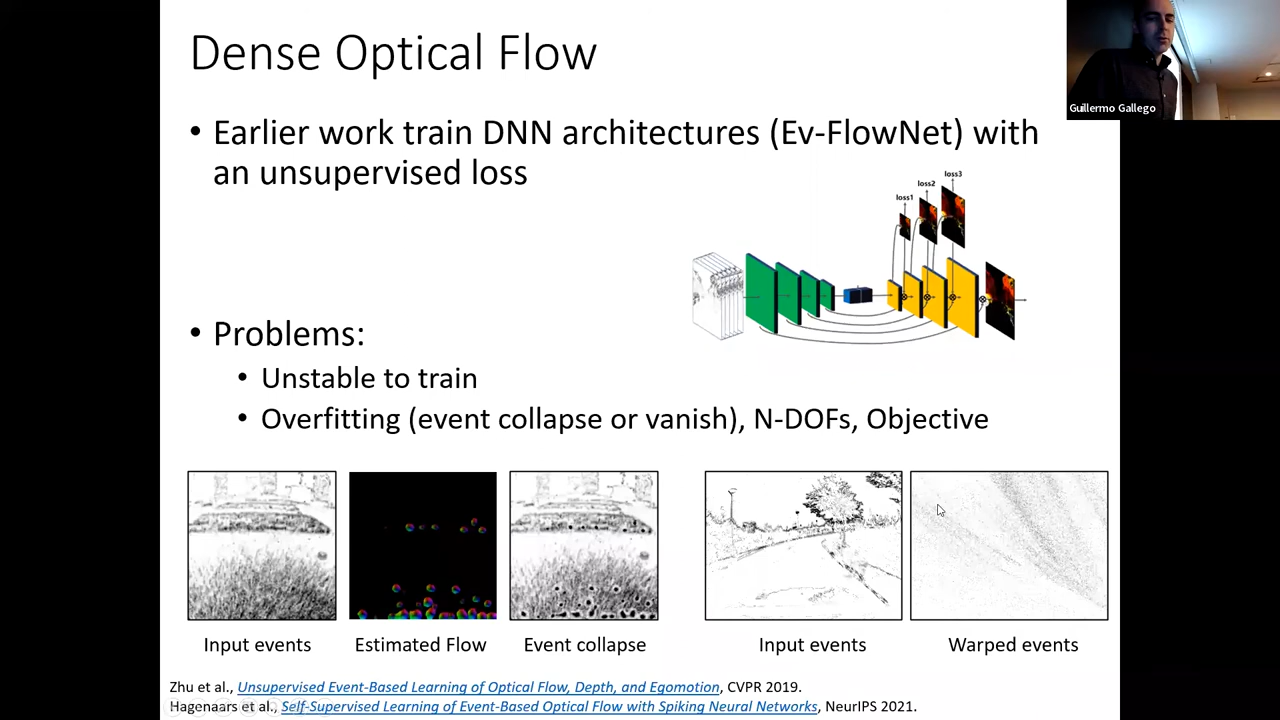 Dense Optical Flow
Guillermo Gallego
• Earlier work train DNN architectures (Ev-FlowNet) with
an unsupervised loss
loss1
loss2
loss3
• Problems:
• Unstable to train
• Overfitting (event collapse or vanish), N-DOFs, Objective
Input events
Estimated Flow
Event collapse
Input events
Warped events
Zhu et al., Unsupervised Event-Based Learning of Optical Flow, Depth, and Egomotion, CVPR 2019.
Hagenaars et al., Self-Supervised Learning of Event-Based Optical Flow with Spiking Neural Networks, NeurIPS 2021.